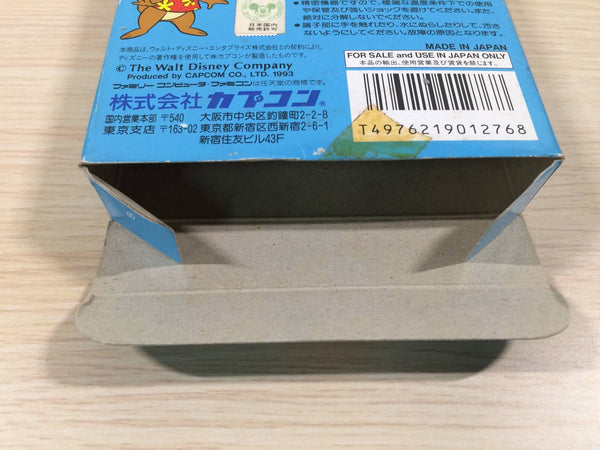 ●精密機器ですので、極端な温度条件下での使用
や保管及び強いショックを避けてください。また、
絶対に分解しないでください。
●端子部に手を触れたり、水にぬらしたりして、汚さ
ないようにしてください。故障の原因となります。
日本国内
販売許可
本商品は、ウォルト・ディズニー・エンタプライズ株式会社との契約により、
ディズニーの著作権を使用して㈱カプコンが製造したものです。
© The Walt Disney Company
Produced by CAPCOM CO., LTD. 1993
ファミリーコンピュータ・ファミコンは任天堂の商標です。
株式会社カプコン®
国内営業本部 〒540 大阪市中央区釣鐘町2-2-8
東京支店 〒163-02 東京都新宿区西新宿2-6-1
新宿住友ビル43F
MADE IN JAPAN
FOR SALE and USE IN JAPAN ONLY
本品の輸出、使用営業及び賃貸を禁じます。
T4976219012768